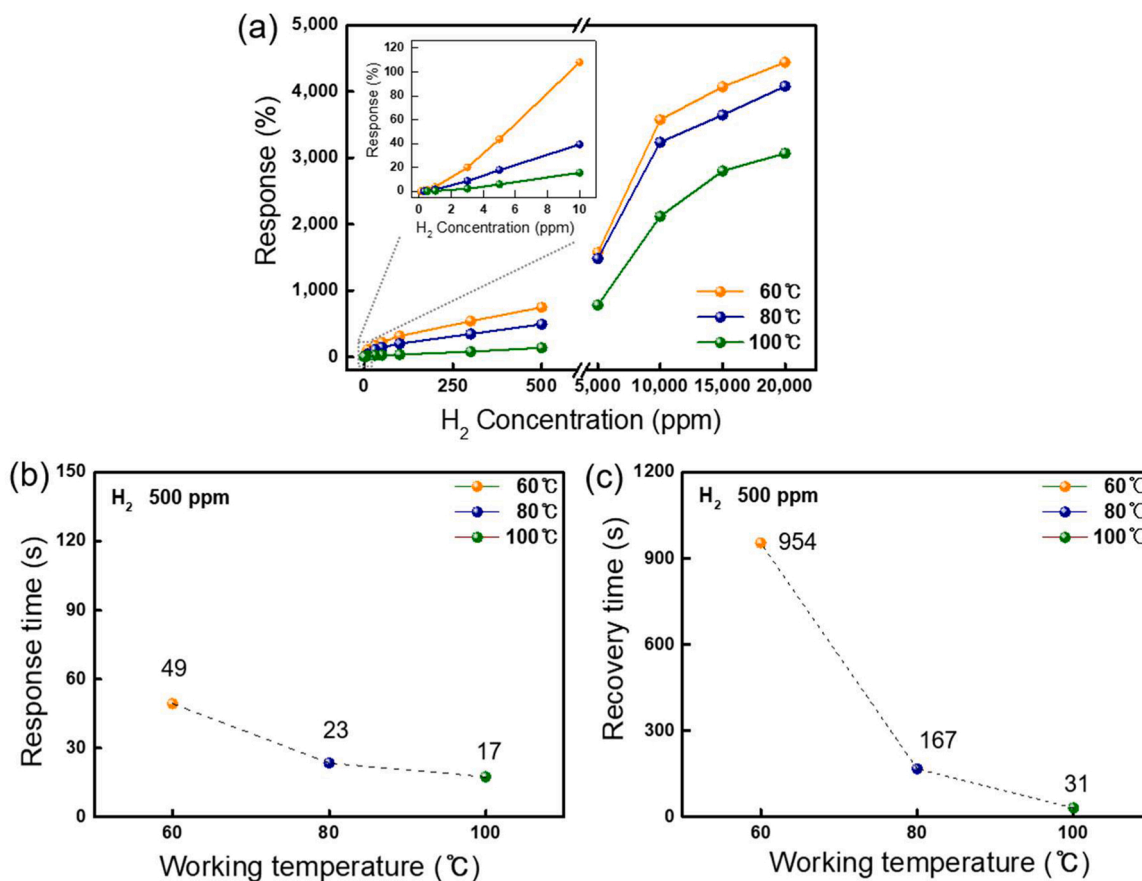 (a)
5,000
4,000
3,000
2,000
1,000
0
Response (%)
120
100
80
60
40
20
0
Response (%)
0 2 4 6 8 10
H₂ Concentration (ppm)
60℃
80℃
100℃
0 250 500 5,000 10,000 15,000 20,000
H₂ Concentration (ppm)
(b)
150
120
90
60
30
0
Response time (s)
H₂ 500 ppm
60℃
80℃
100℃
49
23
17
60 80 100
Working temperature (℃)
(c)
1200
900
600
300
0
Recovery time (s)
H₂ 500 ppm
60℃
80℃
100℃
954
167
31
60 80 100
Working temperature (℃)